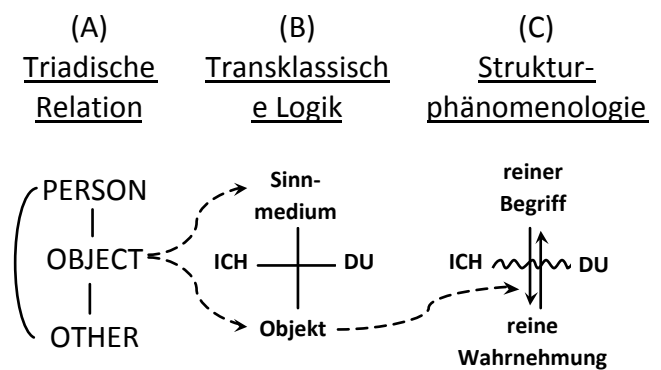 (A)
Triadische
Relation
PERSON
OBJECT
OTHER
(B)
Transklassisch
e Logik
Sinn-
medium
ICH
DU
Objekt
(C)
Struktur-
phänomenologie
reiner
Begriff
ICH
DU
reine
Wahrnehmung